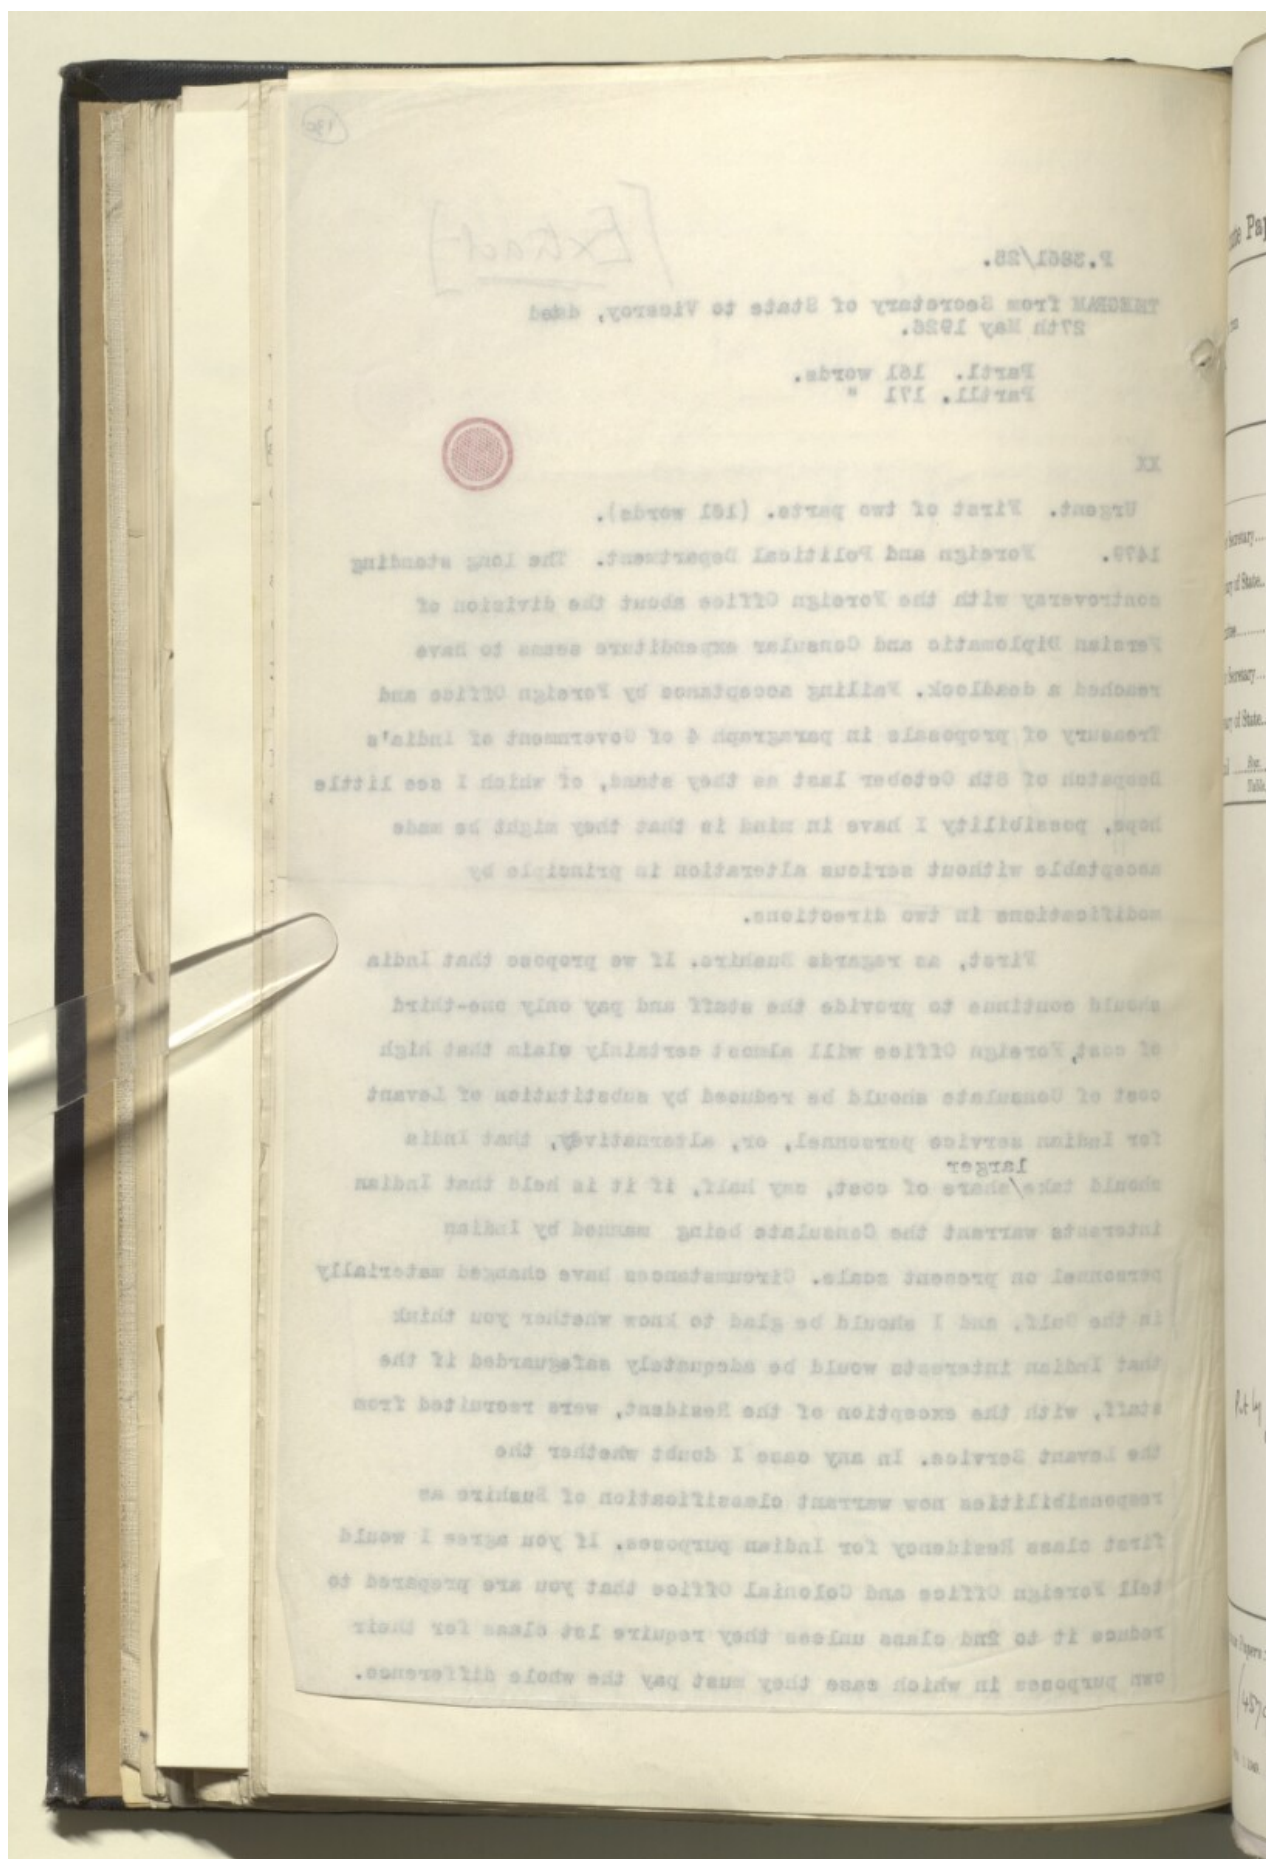 [Extract]
P.3861/25.
TELEGRAM from Secretary of State to Viceroy, dated
27th May 1926.
Part1. 161 words.
Part11. 171 "
XX
Urgent. First of two parts. (161 words).
1479. Foreign and Political Department. The long standing
controversy with the Foreign Office about the division of
Persian Diplomatic and Consular expenditure seems to have
reached a deadlock. Failing acceptance by Foreign Office and
Treasury of proposals in paragraph 4 of Government of India's
Despatch of 8th October last as they stand, of which I see little
hope, possibility I have in mind is that they might be made
acceptable without serious alteration in principle by
modifications in two directions.
First, as regards Bushire. If we propose that India
should continue to provide the staff and pay only one-third
of cost, Foreign Office will almost certainly claim that high
cost of Consulate should be reduced by substitution of Levant
for Indian service personnel, or, alternatively, that India
larger
should take share of cost, say half, if it is held that Indian
interests warrant the Consulate being manned by Indian
personnel on present scale. Circumstances have changed materially
in the Gulf, and I should be glad to know whether you think
that Indian interests would be adequately safeguarded if the
staff, with the exception of the Resident, were recruited from
the Levant Service. In any case I doubt whether the
responsibilities now warrant classification of Bushire as
first class Residency for Indian purposes. If you agree I would
tell Foreign Office and Colonial Office that you are prepared to
reduce it to 2nd class unless they require 1st class for their
own purposes in which case they must pay the whole difference.